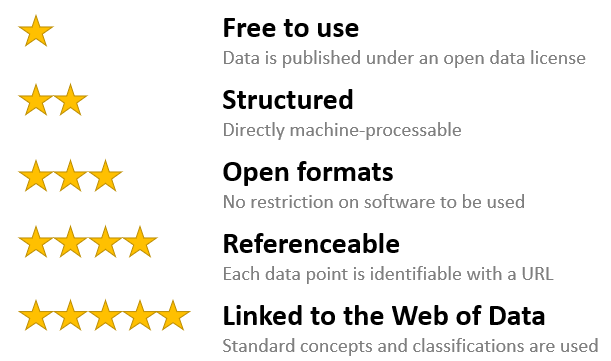 Free to use
Data is published under an open data license
Structured
Directly machine-processable
Open formats
No restriction on software to be used
Referenceable
Each data point is identifiable with a URL
Linked to the Web of Data
Standard concepts and classifications are used